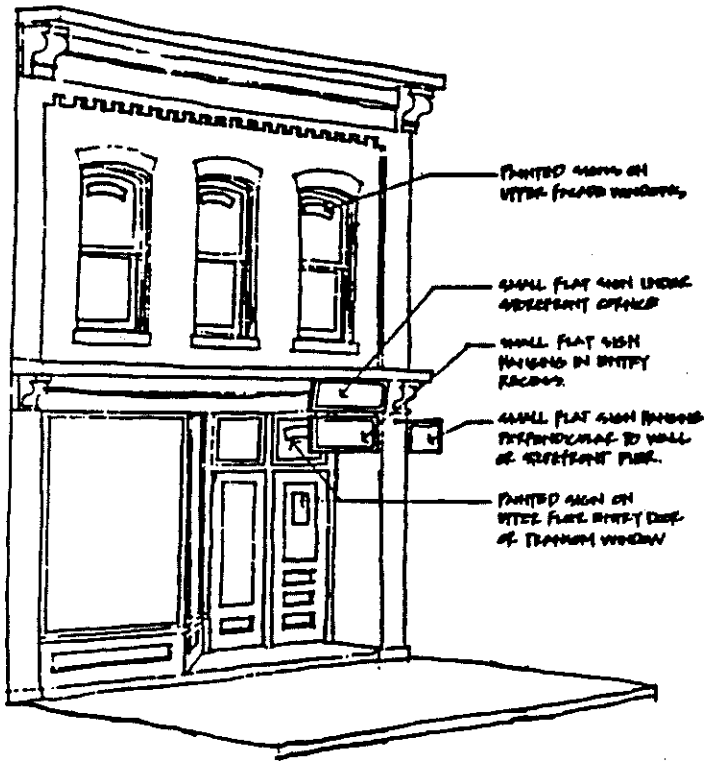 PAINTED SIGNS ON
UPPER FACADE WINDOWS,
SMALL FLAT SIGN UNDER
STOREFRONT CORNICE
SMALL FLAT SIGN
HANGING IN ENTRY
RECESS.
SMALL FLAT SIGN HANGING
PERPENDICULAR TO WALL
OR STOREFRONT PIER.
PAINTED SIGN ON
UPPER FLOOR ENTRY DOOR
OR TRANSOM WINDOW